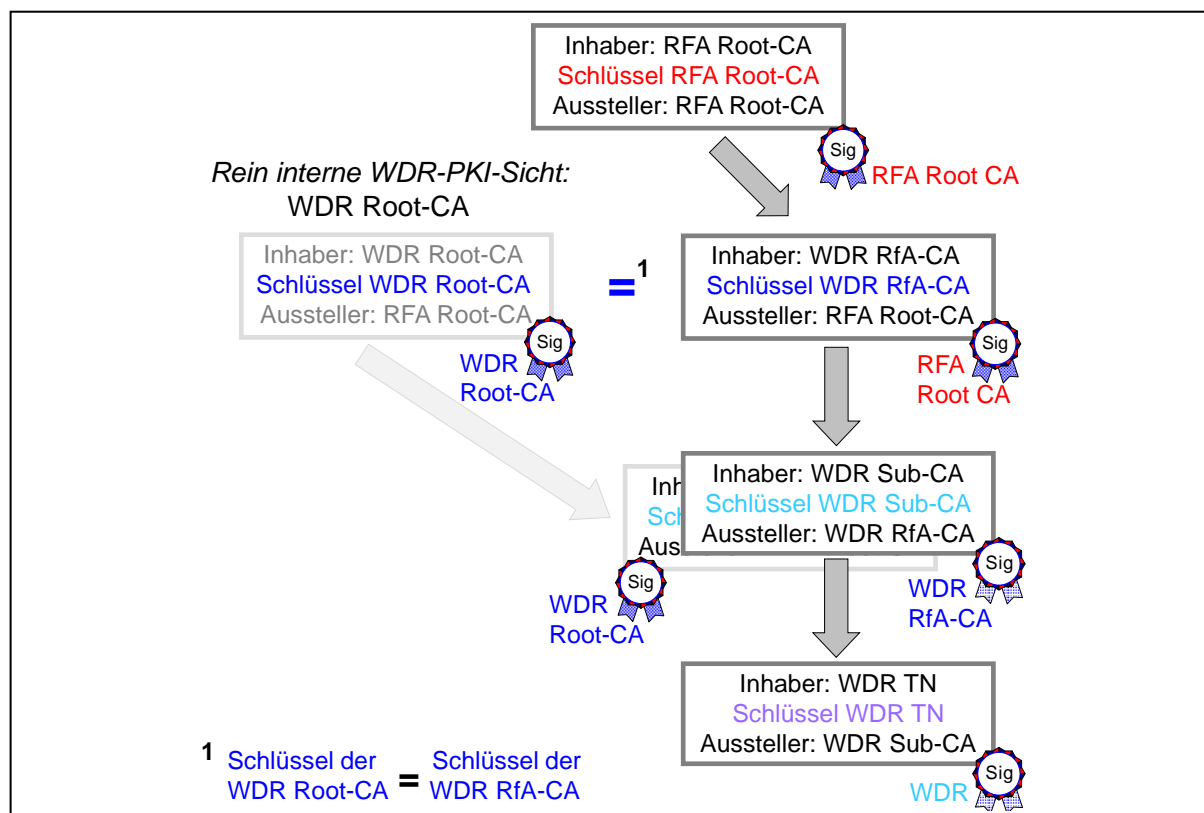 Inhaber: RFA Root-CA
Schlüssel RFA Root-CA
Aussteller: RFA Root-CA
Sig
RFA Root CA
Rein interne WDR-PKI-Sicht:
WDR Root-CA
Inhaber: WDR Root-CA
Schlüssel WDR Root-CA
Aussteller: RFA Root-CA
Sig
WDR
Root-CA
=¹
Inhaber: WDR RfA-CA
Schlüssel WDR RfA-CA
Aussteller: RFA Root-CA
Sig
RFA
Root CA
Inhaber: WDR Sub-CA
Schlüssel WDR Sub-CA
Aussteller: WDR RfA-CA
Sig
WDR
RfA-CA
Sig
WDR
Root-CA
Inhaber: WDR TN
Schlüssel WDR TN
Aussteller: WDR Sub-CA
Sig
WDR
¹ Schlüssel der = Schlüssel der
WDR Root-CA WDR RfA-CA